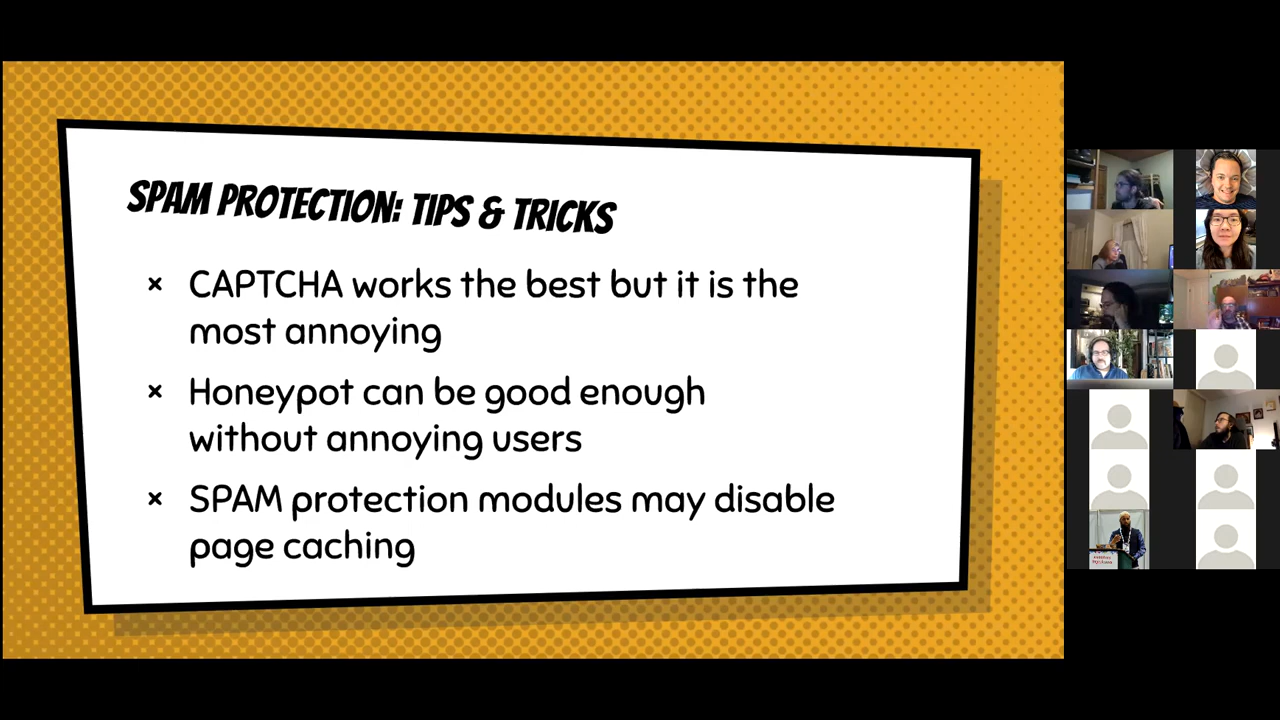 SPAM PROTECTION: TIPS & TRICKS
× CAPTCHA works the best but it is the
most annoying
× Honeypot can be good enough
without annoying users
× SPAM protection modules may disable
page caching